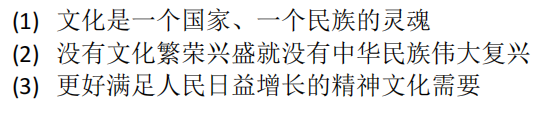 (1) 文化是一个国家、一个民族的灵魂
(2) 没有文化繁荣兴盛就没有中华民族伟大复兴
(3) 更好满足人民日益增长的精神文化需要